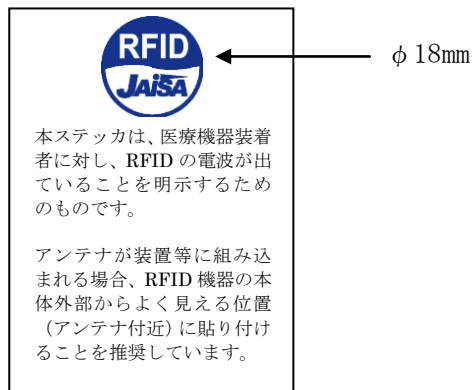 RFID
JAISA
φ18mm
本ステッカは、医療機器装着
者に対し、RFID の電波が出
ていることを明示するため
のものです。
アンテナが装置等に組み込
まれる場合、RFID 機器の本
体外部からよく見える位置
（アンテナ付近）に貼り付け
ることを推奨しています。